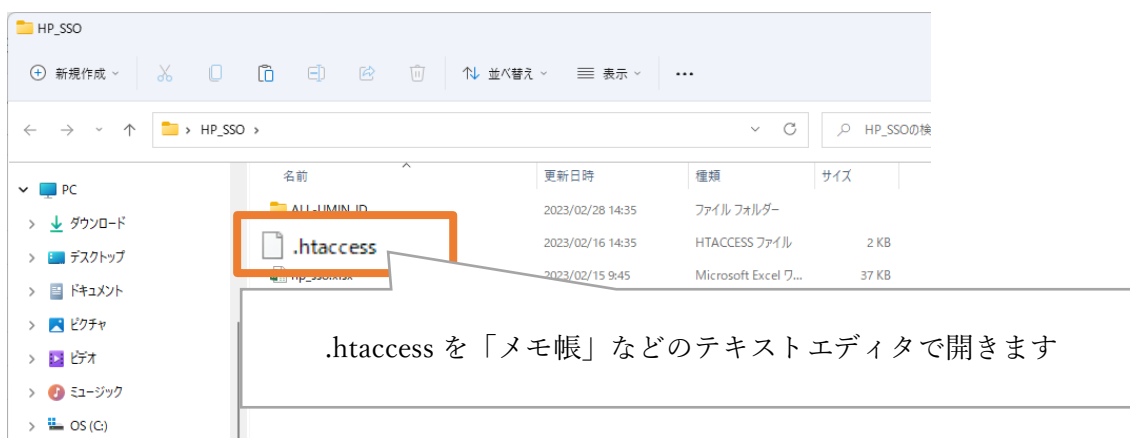 HP_SSO
新規作成 並べ替え 表示 ...
HP_SSO HP_SSOの検
名前 更新日時 種類 サイズ
PC
ALL-UMIN_ID 2023/02/28 14:35 ファイル フォルダー
ダウンロード
.htaccess 2023/02/16 14:35 HTACCESS ファイル 2 KB
デスクトップ
hp_sso.xlsx 2023/02/15 9:45 Microsoft Excel ワ... 37 KB
ドキュメント
ピクチャ
.htaccess を「メモ帳」などのテキストエディタで開きます
ビデオ
ミュージック
OS (C:)